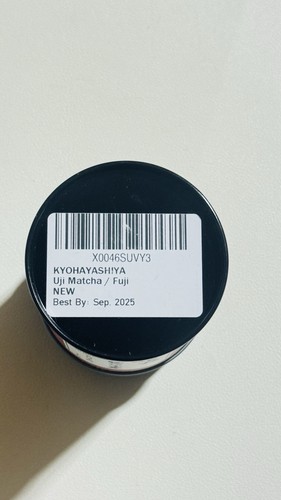 X0046SUVY3
KYOHAYASHIYA
Uji Matcha / Fuji
NEW
Best By: Sep. 2025